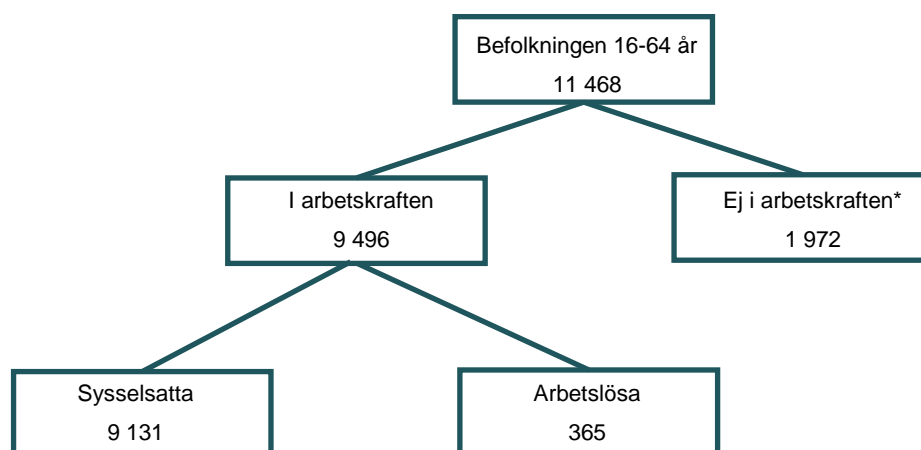 Befolkningen 16-64 år
11 468
I arbetskraften
9 496
Ej i arbetskraften*
1 972
Sysselsatta
9 131
Arbetslösa
365